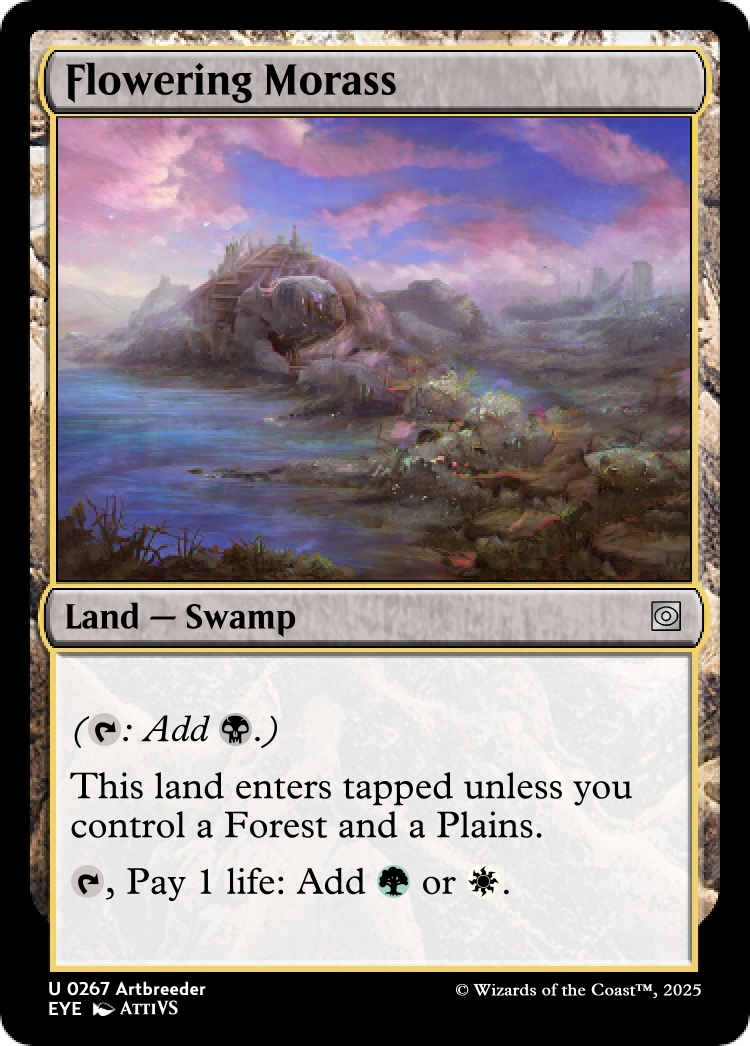 Flowering Morass
Land — Swamp
(: Add .)
This land enters tapped unless you
control a Forest and a Plains.
, Pay 1 life: Add  or .
U 0267 Artbreeder
EYE AttiVS
© Wizards of the Coast™, 2025